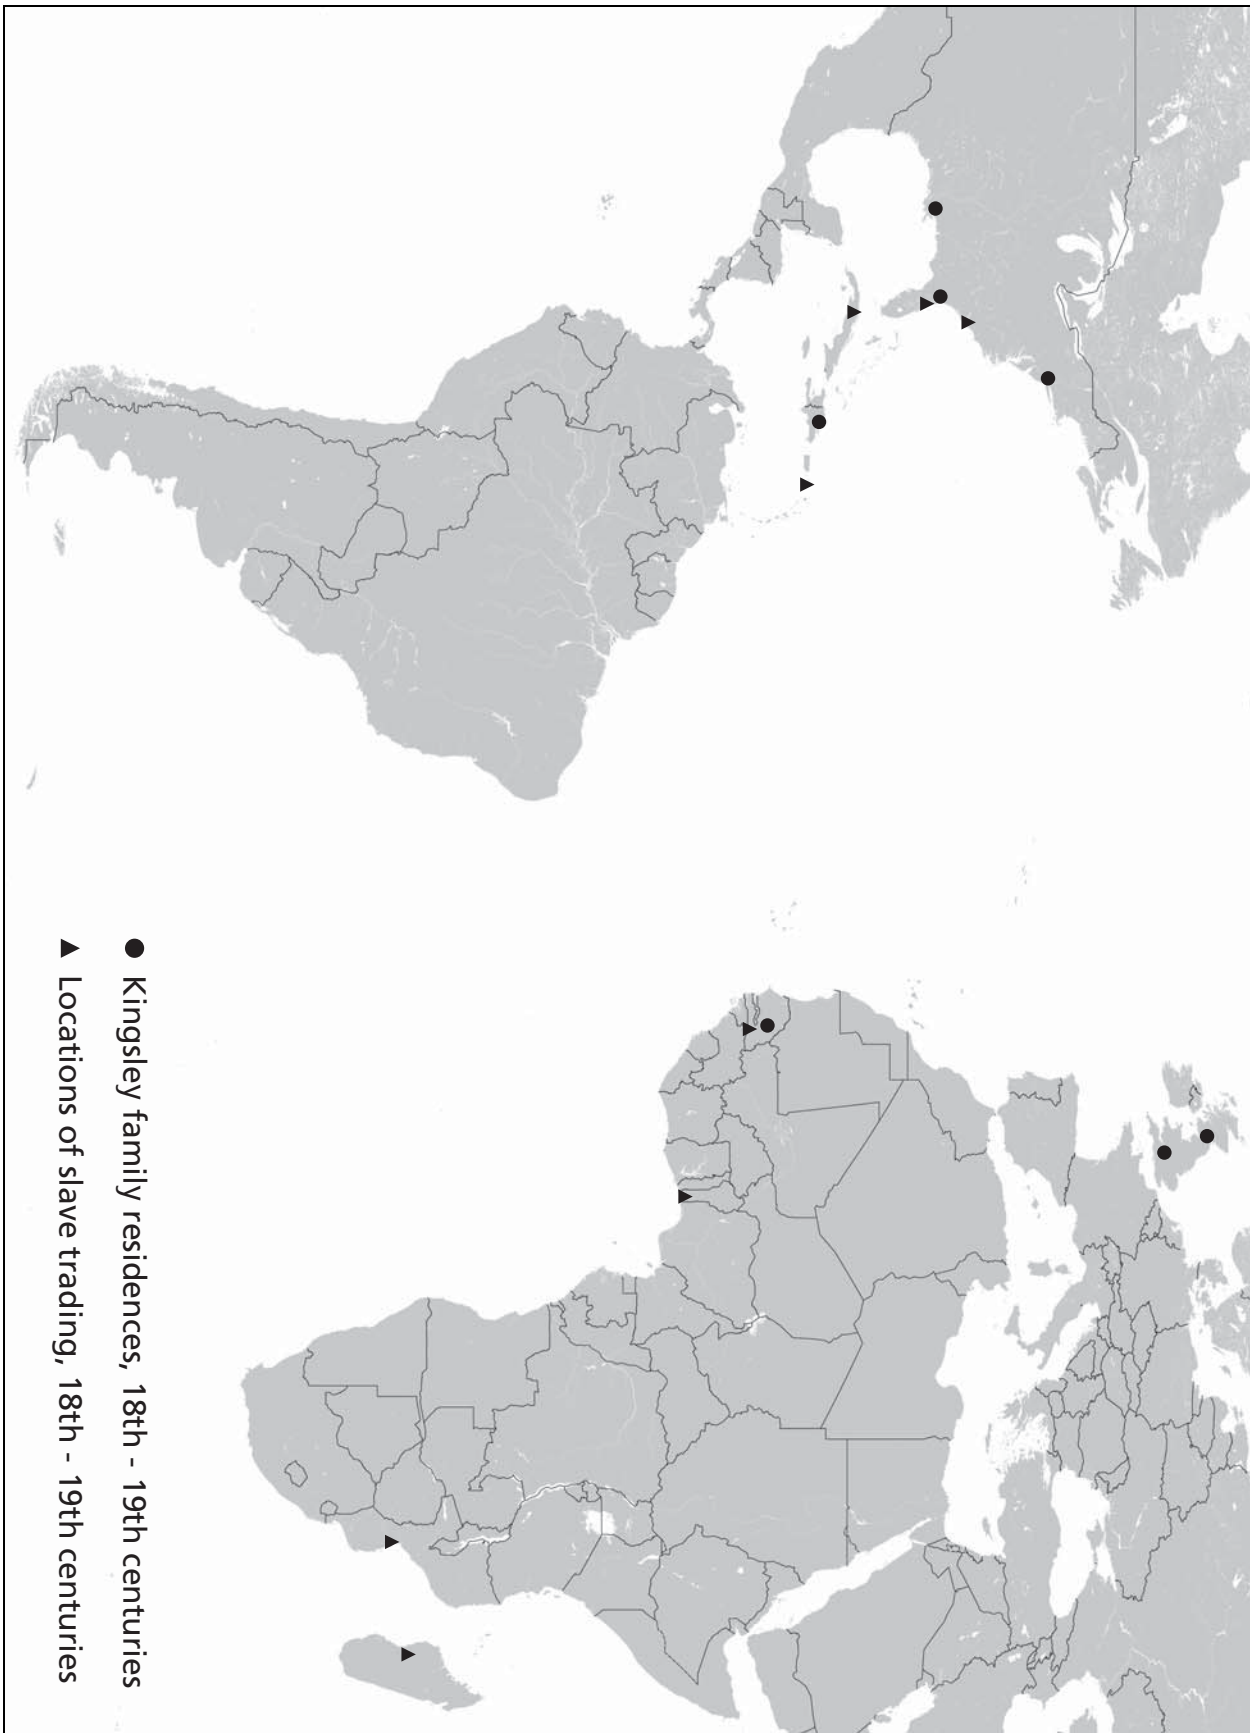 Kingsley family residences, 18th - 19th centuries
Locations of slave trading, 18th - 19th centuries